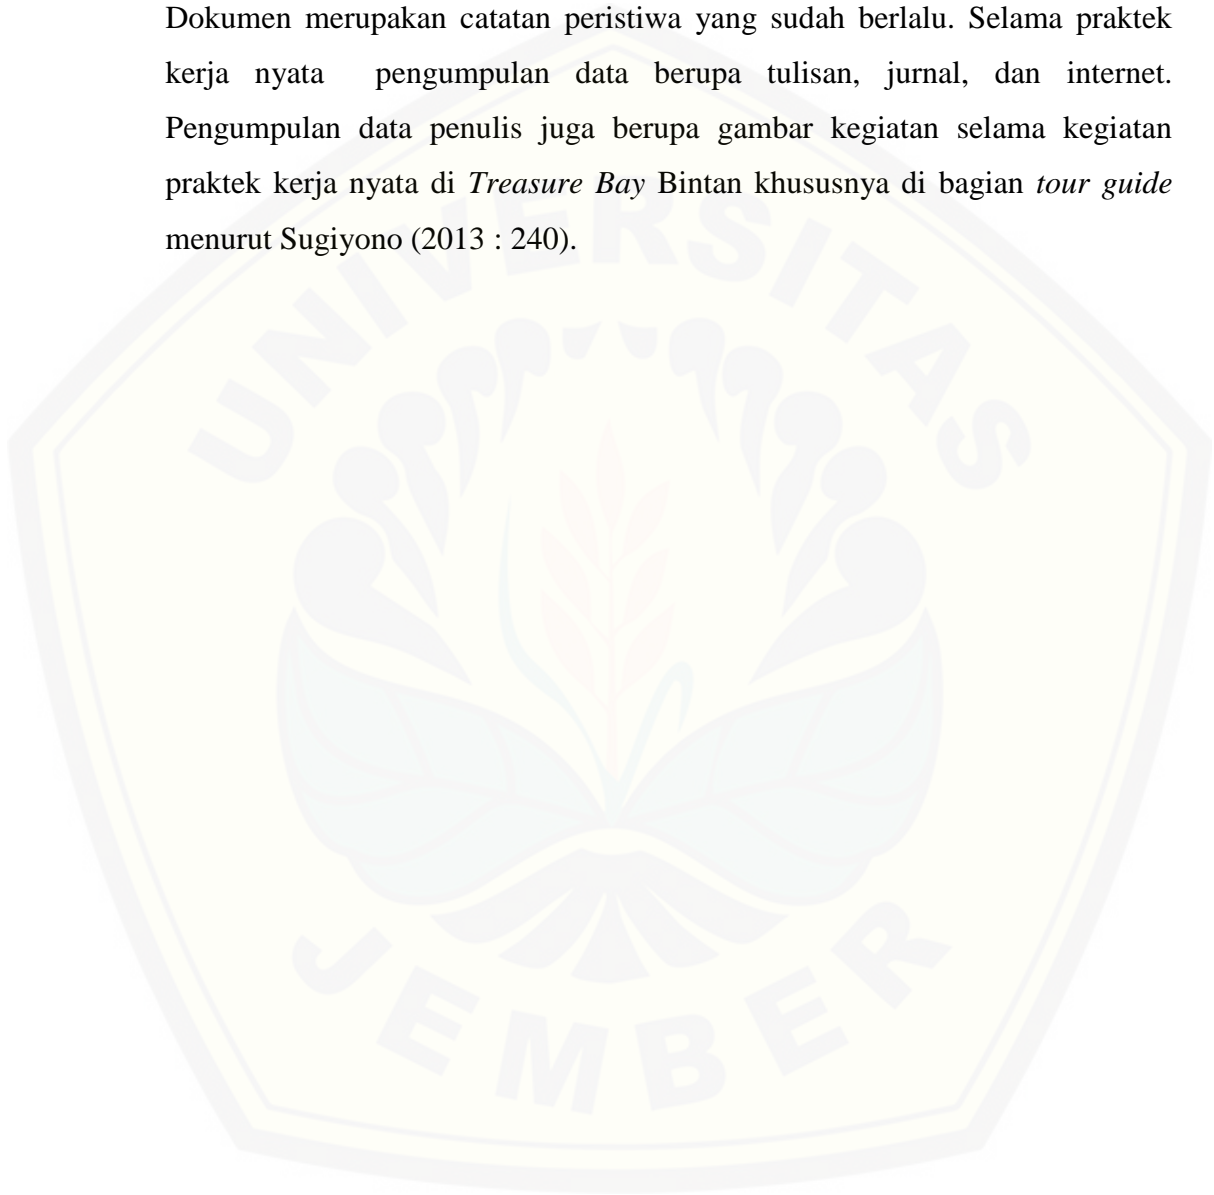 Dokumen merupakan catatan peristiwa yang sudah berlalu. Selama praktek
kerja nyata pengumpulan data berupa tulisan, jurnal, dan internet.
Pengumpulan data penulis juga berupa gambar kegiatan selama kegiatan
praktek kerja nyata di Treasure Bay Bintan khususnya di bagian tour guide
menurut Sugiyono (2013 : 240).
UNIVERSITAS
JEMBER